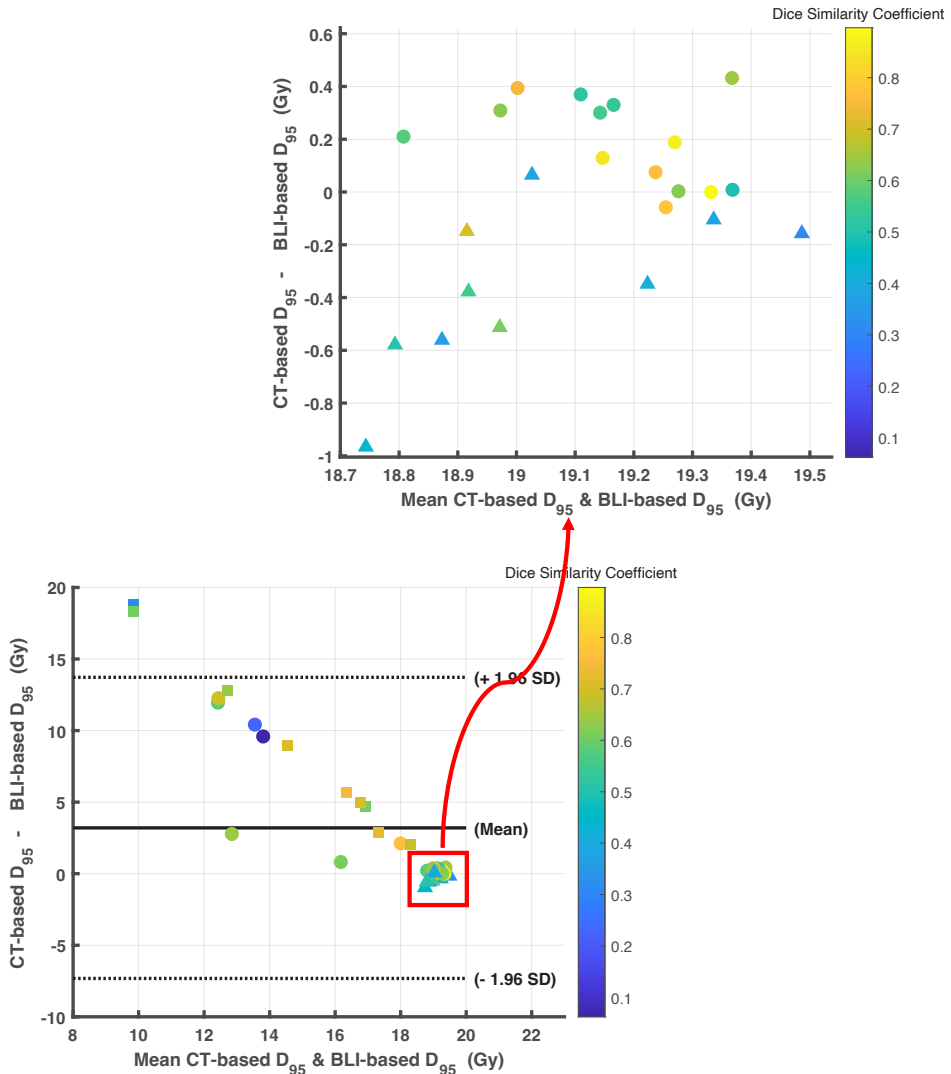 Dice Similarity Coefficient
0.6
0.4
0.2
0
-0.2
-0.4
-0.6
-0.8
-1
CT-based D95 - BLI-based D95 (Gy)
18.7 18.8 18.9 19 19.1 19.2 19.3 19.4 19.5
Mean CT-based D95 & BLI-based D95 (Gy)
0.8
0.7
0.6
0.5
0.4
0.3
0.2
0.1
Dice Similarity Coefficient
20
15
10
5
0
-5
-10
CT-based D95 - BLI-based D95 (Gy)
(+ 1.96 SD)
(Mean)
(- 1.96 SD)
8 10 12 14 16 18 20 22
Mean CT-based D95 & BLI-based D95 (Gy)
0.8
0.7
0.6
0.5
0.4
0.3
0.2
0.1